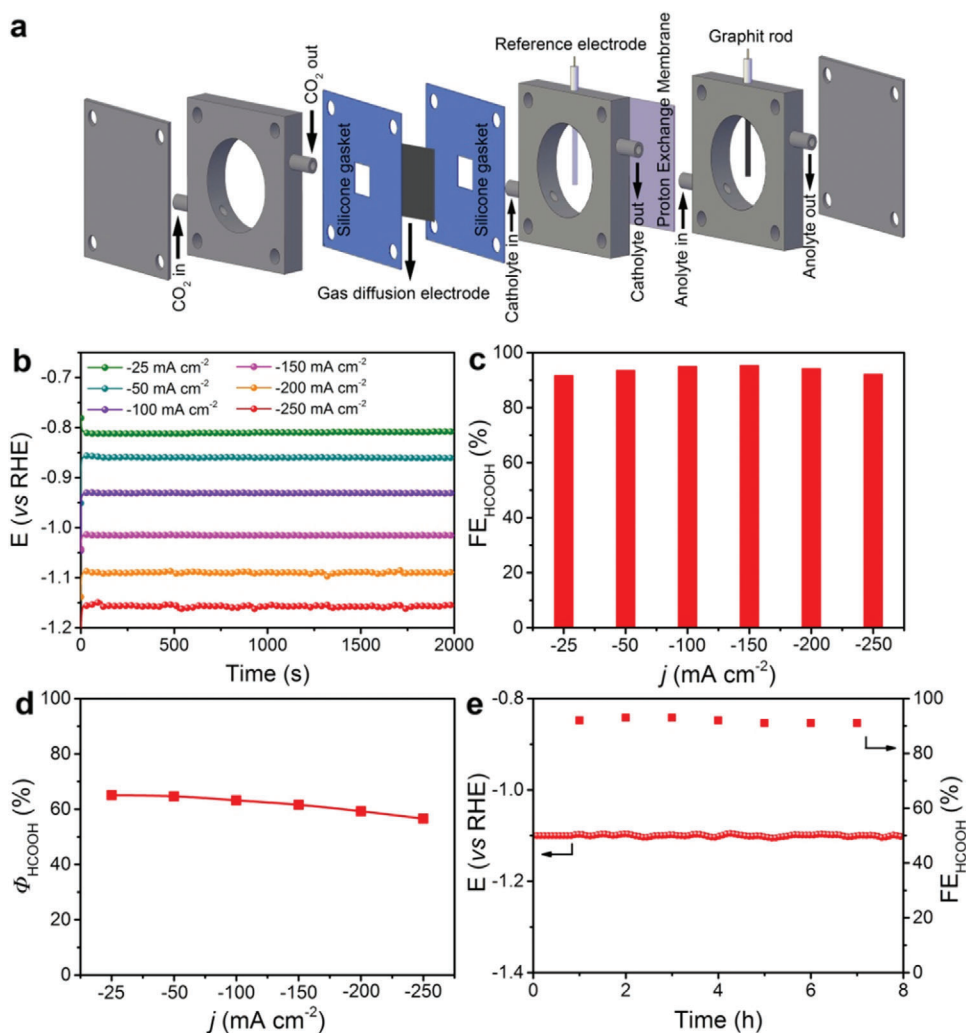 a
Reference electrode
Graphit rod
CO2 out
Silicone gasket
Silicone gasket
Proton Exchange Membrane
CO2 in
Gas diffusion electrode
Catholyte in
Catholyte out
Anolyte in
Anolyte out
b
-25 mA cm-2
-150 mA cm-2
-50 mA cm-2
-200 mA cm-2
-100 mA cm-2
-250 mA cm-2
E (vs RHE)
-0.7
-0.8
-0.9
-1.0
-1.1
-1.2
0 500 1000 1500 2000
Time (s)
c
FEHCOOH (%)
100
80
60
40
20
0
-25 -50 -100 -150 -200 -250
j (mA cm-2)
d
ΦHCOOH (%)
100
80
60
40
20
0
-25 -50 -100 -150 -200 -250
j (mA cm-2)
e
E (vs RHE)
-0.8
-1.0
-1.2
-1.4
0 2 4 6 8
Time (h)
100
80
60
40
20
0
FEHCOOH (%)